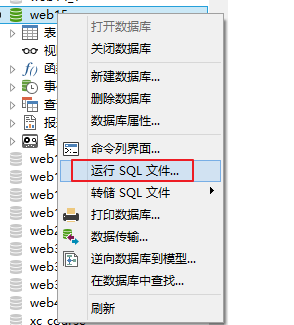 web15
打开数据库
关闭数据库
表
视
函
新建数据库...
事
删除数据库
查
数据库属性...
报
备
命令列界面...
web1
运行 SQL 文件...
web1
转储 SQL 文件
web1
打印数据库...
web1
数据传输...
web2
逆向数据库到模型...
web3
在数据库中查找...
web3
web3
刷新
web4
xc_course